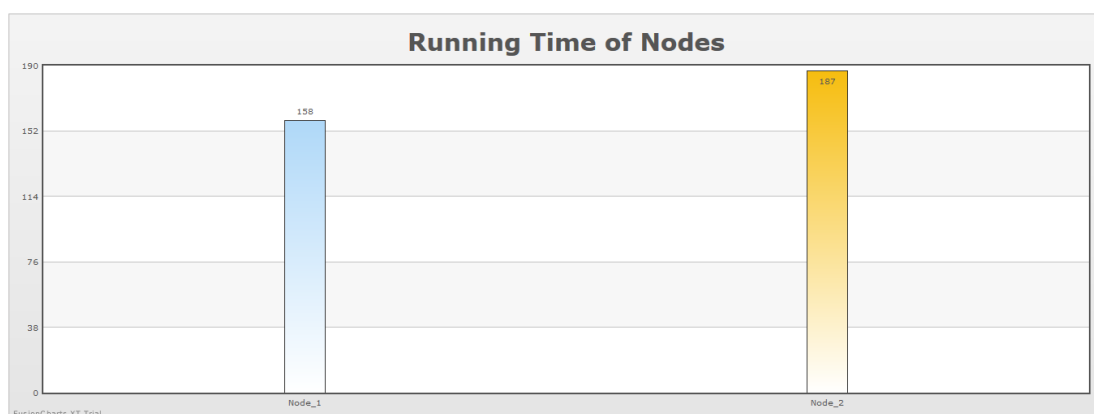 Running Time of Nodes
190
187
158
152
114
76
38
0
Node_1 Node_2
FusionCharts XT Trial